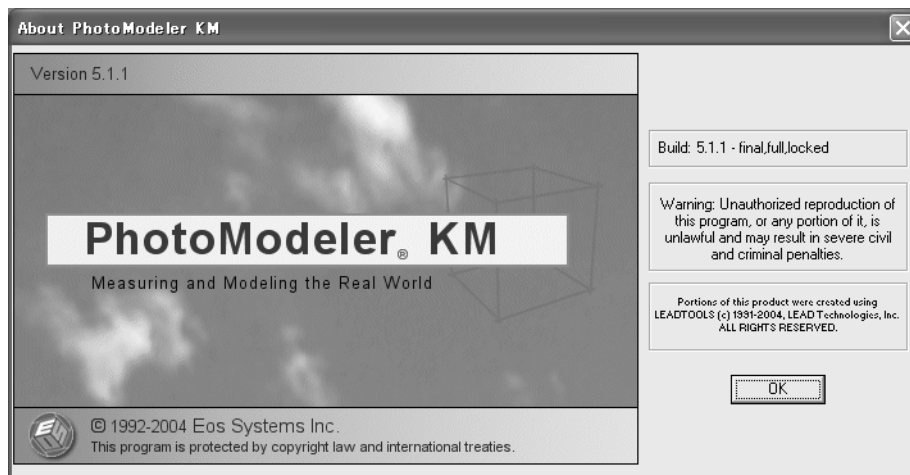 About PhotoModeler KM
Version 5.1.1
PhotoModeler® KM
Measuring and Modeling the Real World
© 1992-2004 Eos Systems Inc.
This program is protected by copyright law and international treaties.
Build: 5.1.1 - final,full,locked
Warning: Unauthorized reproduction of
this program, or any portion of it, is
unlawful and may result in severe civil
and criminal penalties.
Portions of this product were created using
LEADTOOLS (c) 1991-2004, LEAD Technologies, Inc.
ALL RIGHTS RESERVED.
OK